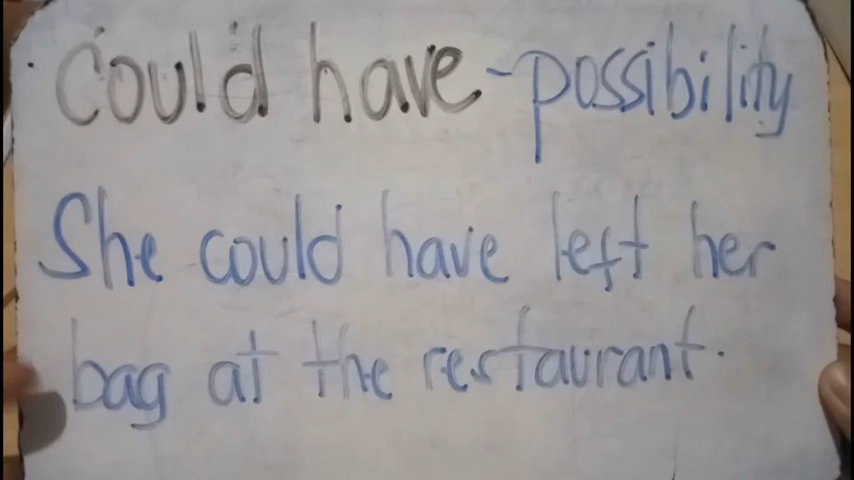 Could have - possibility
She could have left her
bag at the restaurant.